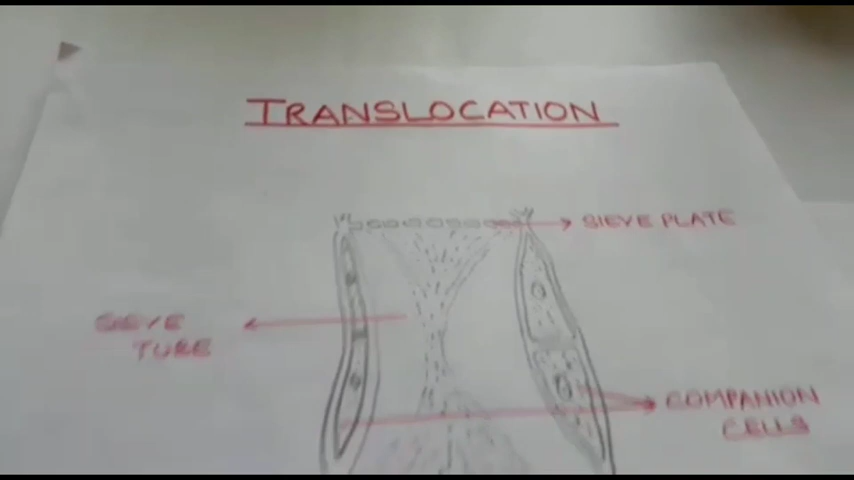 TRANSLOCATION
SIEVE PLATE
SIEVE
TUBE
COMPANION
CELLS